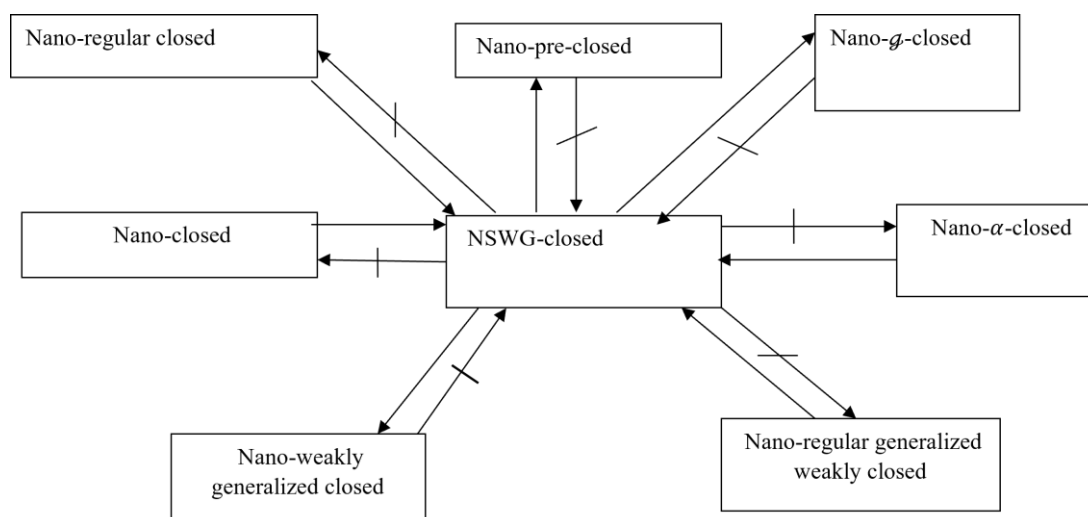 Nano-regular closed
Nano-pre-closed
Nano-ℊ-closed
Nano-closed
NSWG-closed
Nano-α-closed
Nano-weakly
generalized closed
Nano-regular generalized
weakly closed